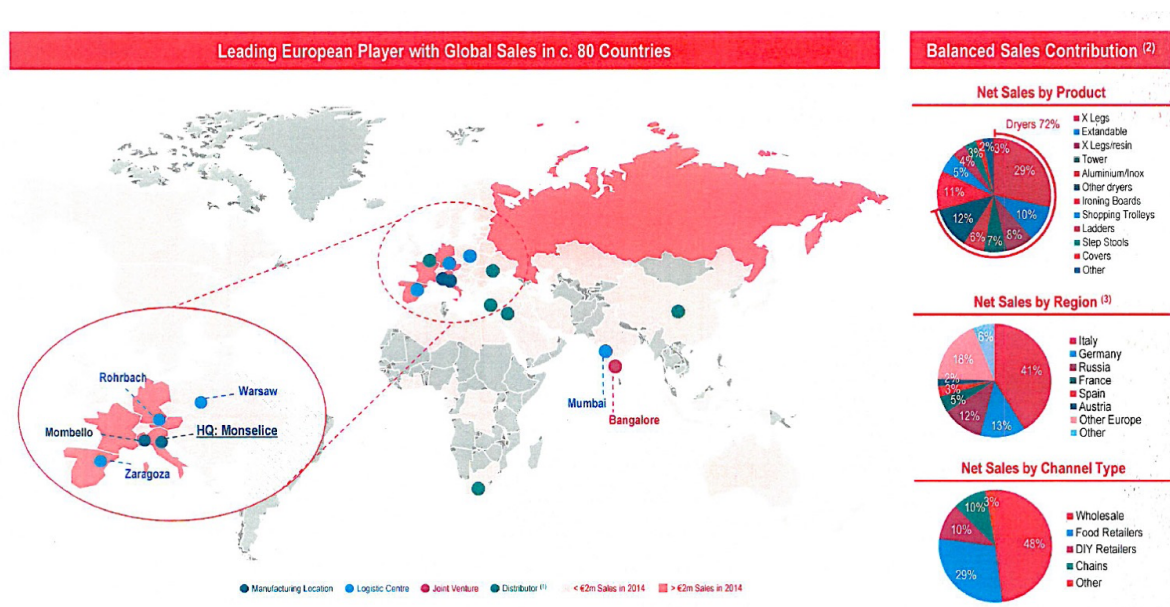 Leading European Player with Global Sales in c. 80 Countries
Balanced Sales Contribution (2)
Net Sales by Product
Dryers 72%
X Legs
Extandable
X Legs/resin
Tower
Aluminium/Inox
Other dryers
Ironing Boards
Shopping Trolleys
Ladders
Step Stools
Covers
Other
3%
29%
10%
8%
7%
6%
12%
11%
5%
4%
3%
2%
Net Sales by Region (3)
Italy
Germany
Russia
France
Spain
Austria
Other Europe
Other
41%
13%
12%
5%
3%
2%
18%
6%
Net Sales by Channel Type
Wholesale
Food Retailers
DIY Retailers
Chains
Other
48%
29%
10%
10%
3%
Rohrbach
Warsaw
Mombello
HQ: Monselice
Zaragoza
Mumbai
Bangalore
Manufacturing Location
Logistic Centre
Joint Venture
Distributor (1)
< €2m Sales in 2014
> €2m Sales in 2014